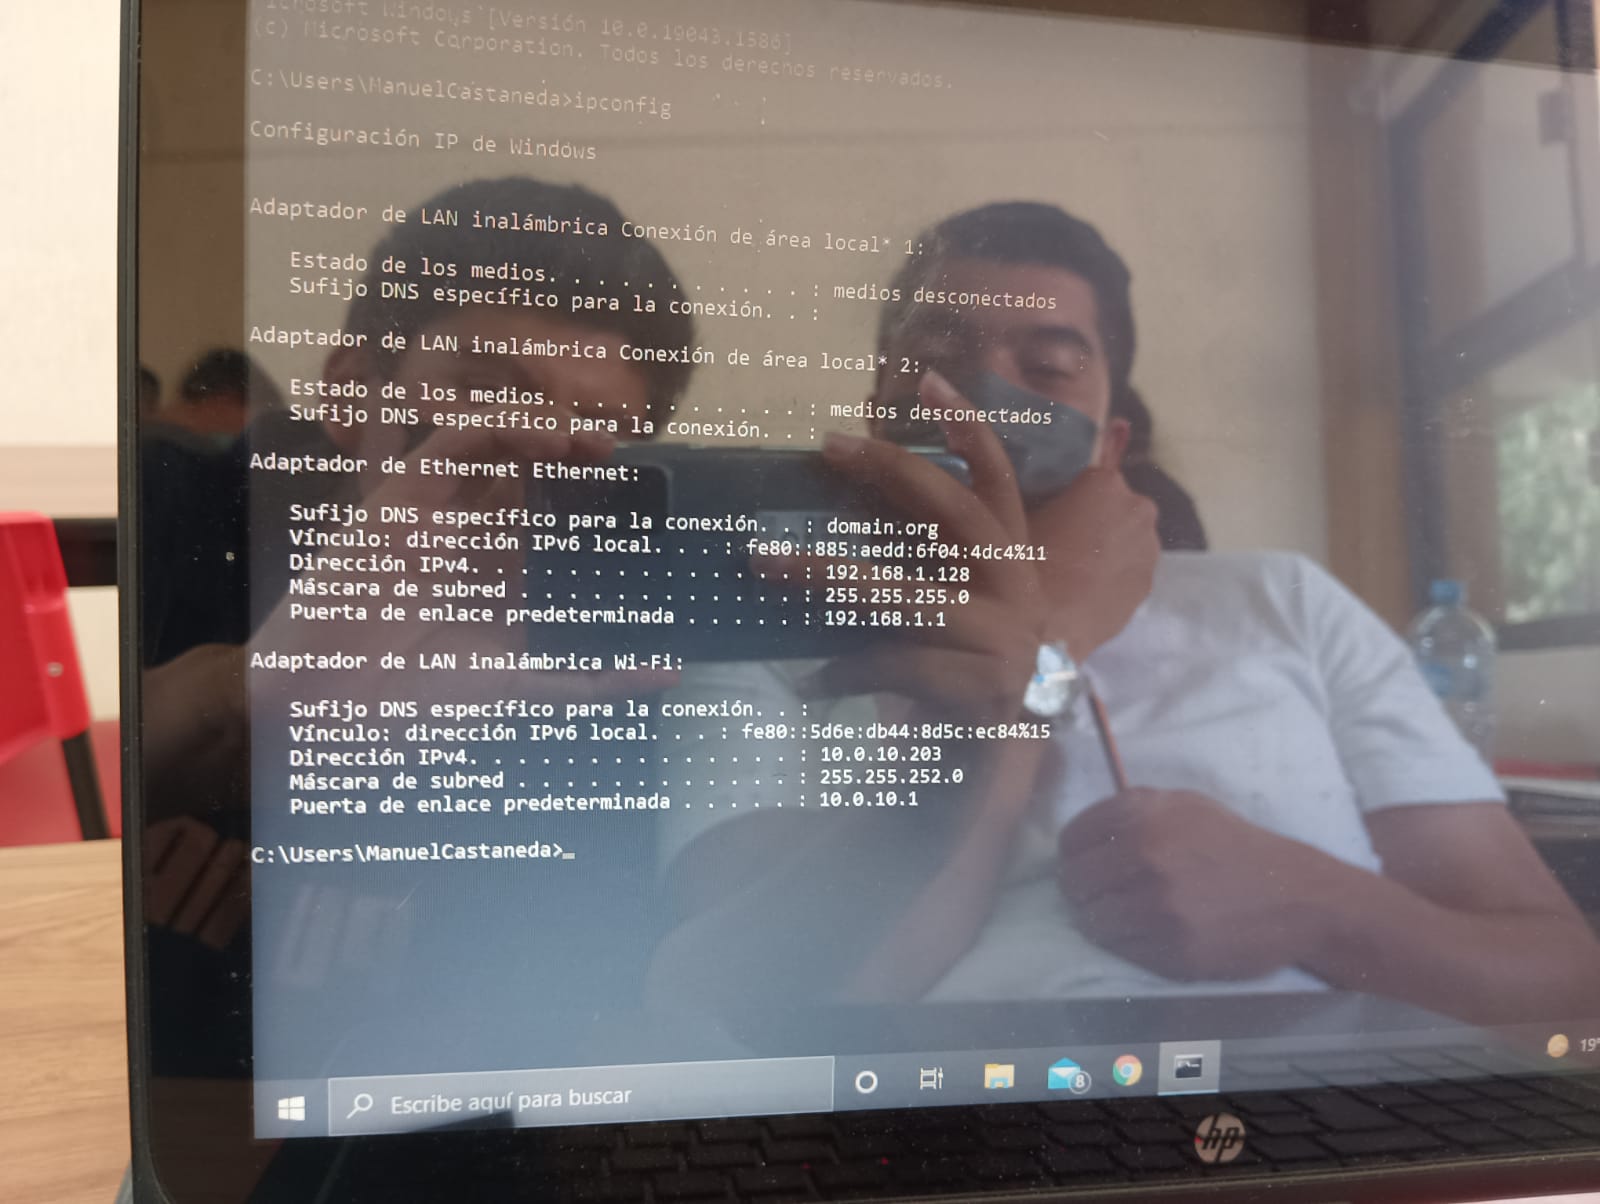 Microsoft Windows [Versión 10.0.19043.1586]
(c) Microsoft Corporation. Todos los derechos reservados.
C:\Users\ManuelCastaneda>ipconfig
Configuración IP de Windows
Adaptador de LAN inalámbrica Conexión de área local* 1:
Estado de los medios. . . . . . . . . . . : medios desconectados
Sufijo DNS específico para la conexión. . :
Adaptador de LAN inalámbrica Conexión de área local* 2:
Estado de los medios. . . . . . . . . . . : medios desconectados
Sufijo DNS específico para la conexión. . :
Adaptador de Ethernet Ethernet:
Sufijo DNS específico para la conexión. . : domain.org
Vínculo: dirección IPv6 local. . . : fe80::885:aedd:6f04:4dc4%11
Dirección IPv4. . . . . . . . . . . . . . : 192.168.1.128
Máscara de subred . . . . . . . . . . . . : 255.255.255.0
Puerta de enlace predeterminada . . . . . : 192.168.1.1
Adaptador de LAN inalámbrica Wi-Fi:
Sufijo DNS específico para la conexión. . :
Vínculo: dirección IPv6 local. . . : fe80::5d6e:db44:8d5c:ec84%15
Dirección IPv4. . . . . . . . . . . . . . : 10.0.10.203
Máscara de subred . . . . . . . . . . . . : 255.255.252.0
Puerta de enlace predeterminada . . . . . : 10.0.10.1
C:\Users\ManuelCastaneda>_
Escribe aquí para buscar
8
19°
hp